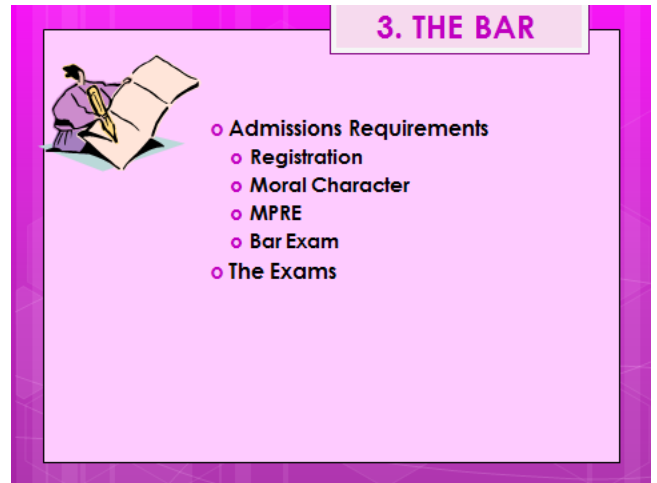 3. THE BAR
Admissions Requirements
Registration
Moral Character
MPRE
Bar Exam
The Exams